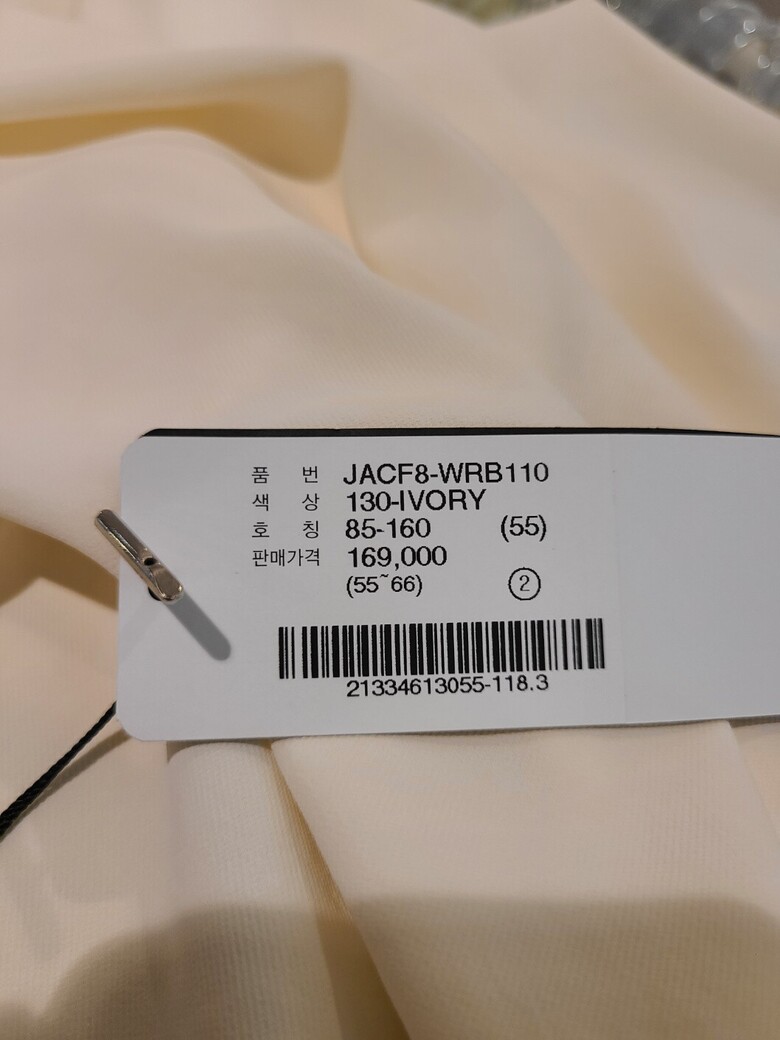 품 번 JACF8-WRB110
색 상 130-IVORY
호 칭 85-160 (55)
판매가격 169,000
(55~66) ②
21334613055-118.3